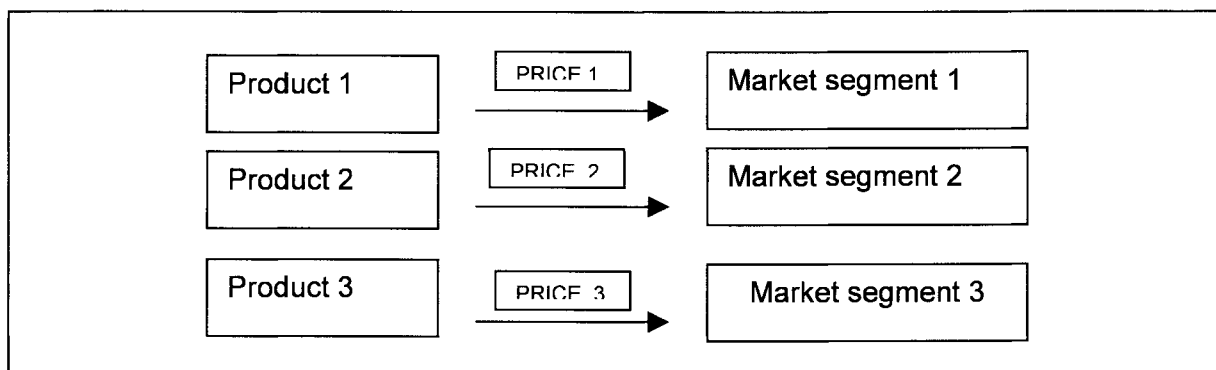 Product 1
PRICE 1
Market segment 1
Product 2
PRICE 2
Market segment 2
Product 3
PRICE 3
Market segment 3